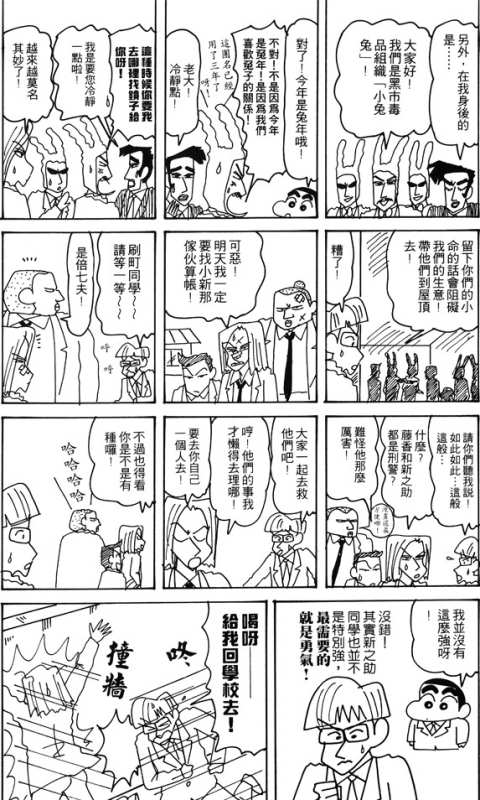 另外，在我身後的
是⋯⋯
大家好！
我們是黑市毒
品組織「小兔
兔」！
對了！今年是兔年哦！
不對！不是因為今年
是兔年！是因為我們
喜歡兔子的關係！
這團名已經
用了三年了
呀！
老大！
冷靜點！
這種時候你要我
去團裡找鏡子給
你呀！
我是要您冷靜
一點啦！
越來越莫名
其妙了！
留下你們的小
命的話會阻礙
我們的生意！
帶他們到屋頂
去！
糟了！
可惡！
明天我一定
要找小新那
傢伙算帳！
刷町同學～
請等一等～～
呼
呼
是倍七夫！
請你們聽我說！
如此如此⋯這般
這般⋯
什麼？
藤香和新之助
都是刑警？
難怪他那麼
厲害！
大家一起去救
他們吧！
哼！他們的事我
才懶得去理哪！
要去你自己
一個人去！
不過也得看
你是不是有
種囉！
哈
哈
哈
哈
我並沒有
這麼強呀
！
沒錯！
其實新之助
同學也並不
是特別強，
最需要的
就是勇氣！
喝呀——
給我回學校去！
咚
撞牆